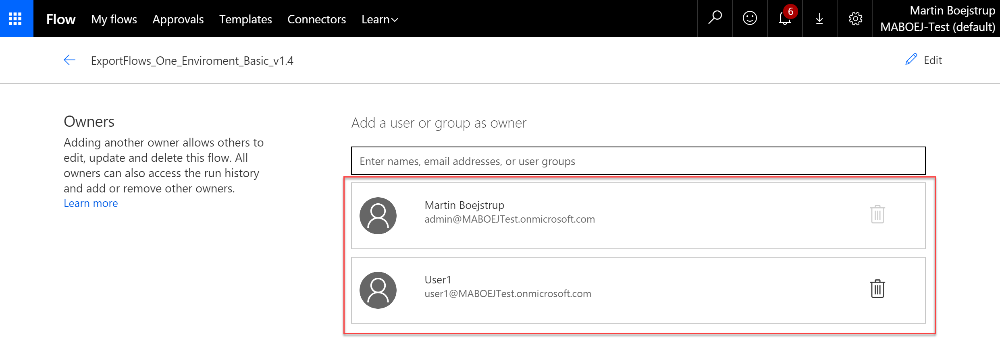 Flow My flows Approvals Templates Connectors Learn 6 Martin Boejstrup
MABOEJ-Test (default)
ExportFlows_One_Enviroment_Basic_v1.4 Edit
Owners
Adding another owner allows others to
edit, update and delete this flow. All
owners can also access the run history
and add or remove other owners.
Learn more
Add a user or group as owner
Enter names, email addresses, or user groups
Martin Boejstrup
admin@MABOEJTest.onmicrosoft.com
User1
user1@MABOEJTest.onmicrosoft.com